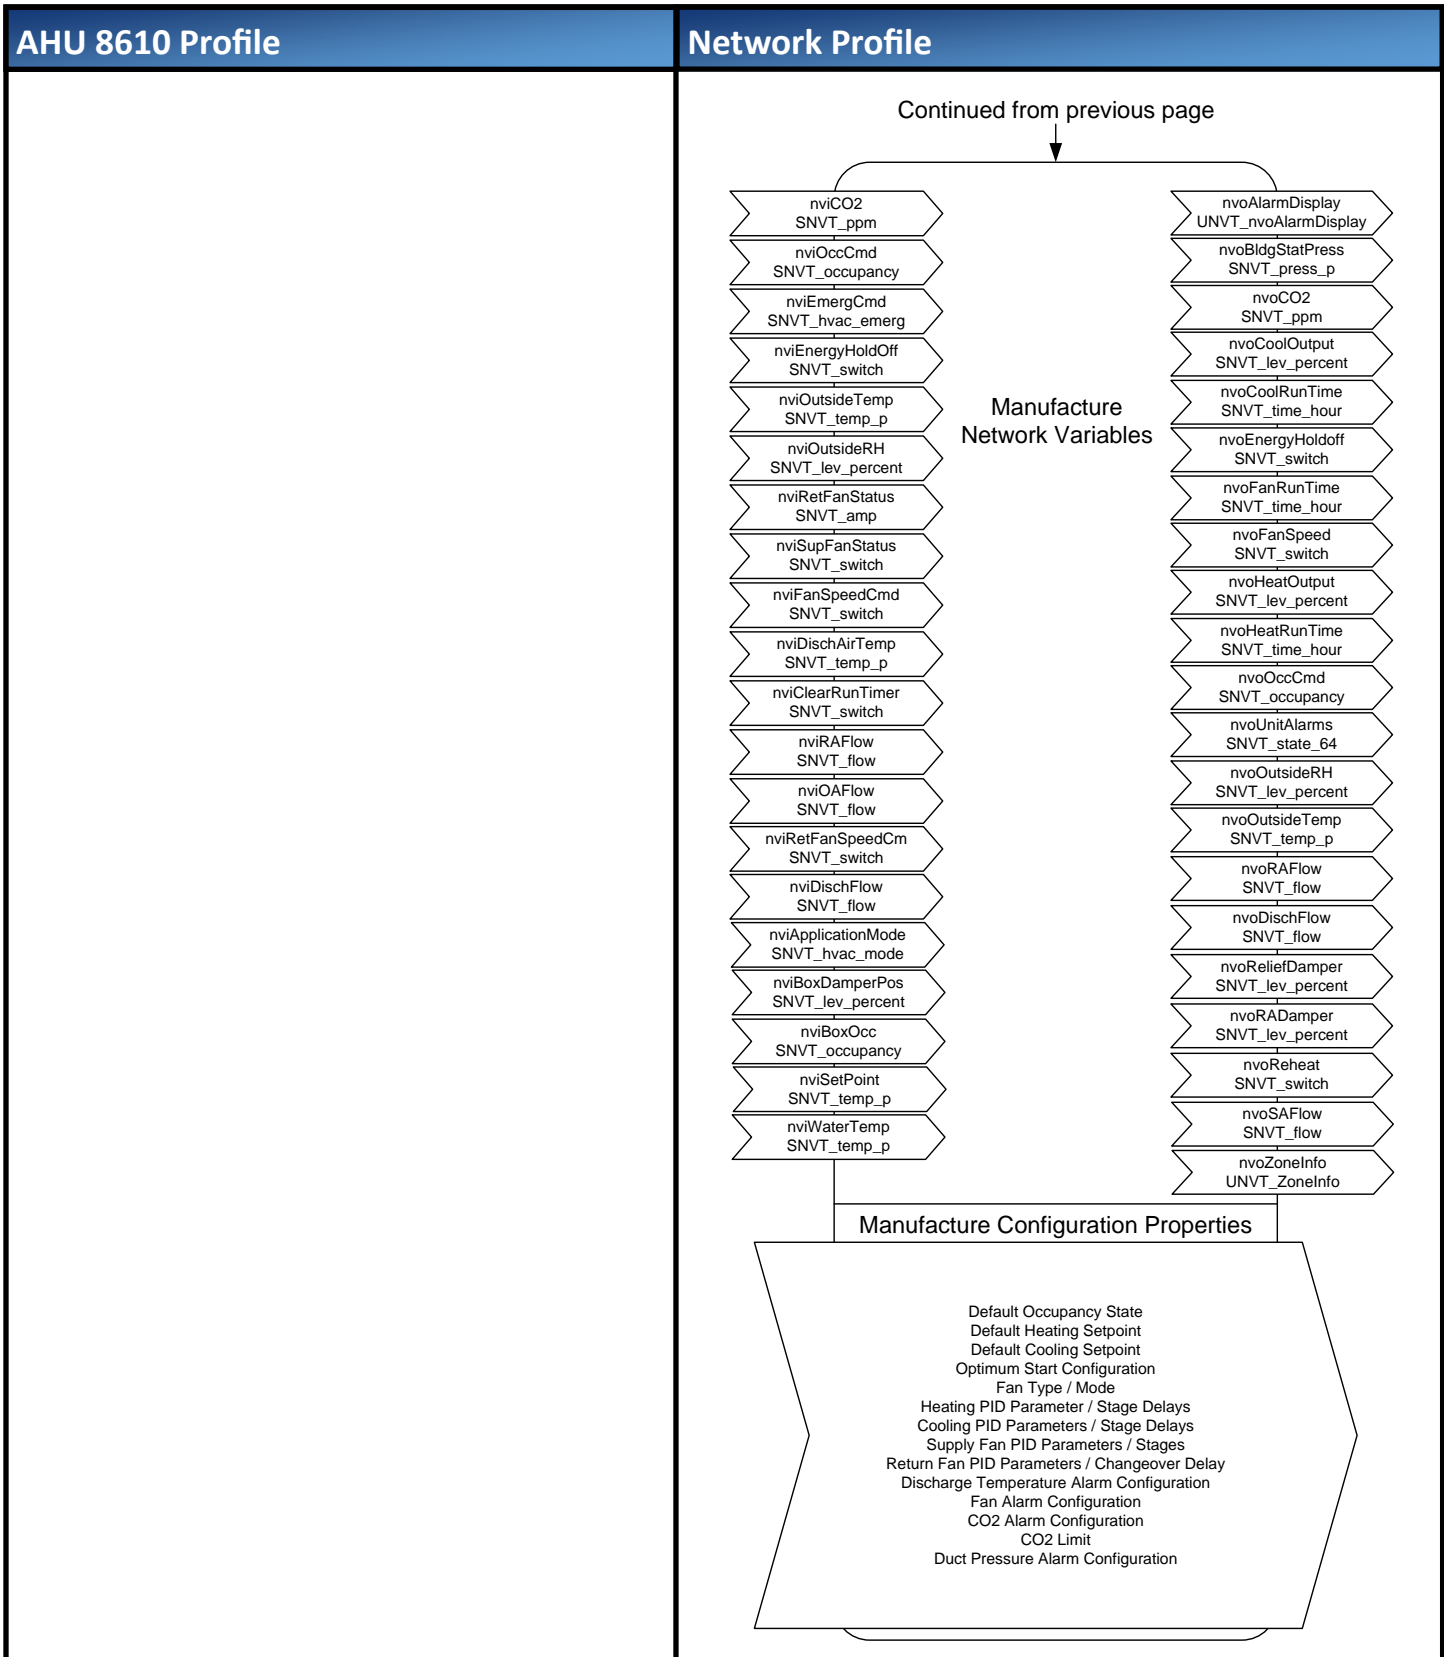 AHU 8610 Profile
Network Profile
Continued from previous page
nviCO2
SNVT_ppm
nviOccCmd
SNVT_occupancy
nviEmergCmd
SNVT_hvac_emerg
nviEnergyHoldOff
SNVT_switch
nviOutsideTemp
SNVT_temp_p
nviOutsideRH
SNVT_lev_percent
nviRetFanStatus
SNVT_amp
nviSupFanStatus
SNVT_switch
nviFanSpeedCmd
SNVT_switch
nviDischAirTemp
SNVT_temp_p
nviClearRunTimer
SNVT_switch
nviRAFlow
SNVT_flow
nviOAFlow
SNVT_flow
nviRetFanSpeedCm
SNVT_switch
nviDischFlow
SNVT_flow
nviApplicationMode
SNVT_hvac_mode
nviBoxDamperPos
SNVT_lev_percent
nviBoxOcc
SNVT_occupancy
nviSetPoint
SNVT_temp_p
nviWaterTemp
SNVT_temp_p
Manufacture
Network Variables
nvoAlarmDisplay
UNVT_nvoAlarmDisplay
nvoBldgStatPress
SNVT_press_p
nvoCO2
SNVT_ppm
nvoCoolOutput
SNVT_lev_percent
nvoCoolRunTime
SNVT_time_hour
nvoEnergyHoldoff
SNVT_switch
nvoFanRunTime
SNVT_time_hour
nvoFanSpeed
SNVT_switch
nvoHeatOutput
SNVT_lev_percent
nvoHeatRunTime
SNVT_time_hour
nvoOccCmd
SNVT_occupancy
nvoUnitAlarms
SNVT_state_64
nvoOutsideRH
SNVT_lev_percent
nvoOutsideTemp
SNVT_temp_p
nvoRAFlow
SNVT_flow
nvoDischFlow
SNVT_flow
nvoReliefDamper
SNVT_lev_percent
nvoRADamper
SNVT_lev_percent
nvoReheat
SNVT_switch
nvoSAFlow
SNVT_flow
nvoZoneInfo
UNVT_ZoneInfo
Manufacture Configuration Properties
Default Occupancy State
Default Heating Setpoint
Default Cooling Setpoint
Optimum Start Configuration
Fan Type / Mode
Heating PID Parameter / Stage Delays
Cooling PID Parameters / Stage Delays
Supply Fan PID Parameters / Stages
Return Fan PID Parameters / Changeover Delay
Discharge Temperature Alarm Configuration
Fan Alarm Configuration
CO2 Alarm Configuration
CO2 Limit
Duct Pressure Alarm Configuration